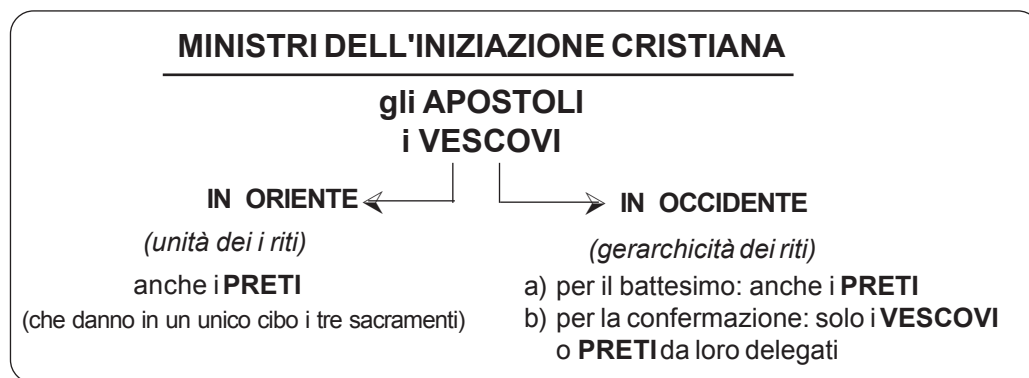 MINISTRI DELL'INIZIAZIONE CRISTIANA
gli APOSTOLI
i VESCOVI
IN ORIENTE
(unità dei i riti)
anche i PRETI
(che danno in un unico cibo i tre sacramenti)
IN OCCIDENTE
(gerarchicità dei riti)
a) per il battesimo: anche i PRETI
b) per la confermazione: solo i VESCOVI
o PRETI da loro delegati